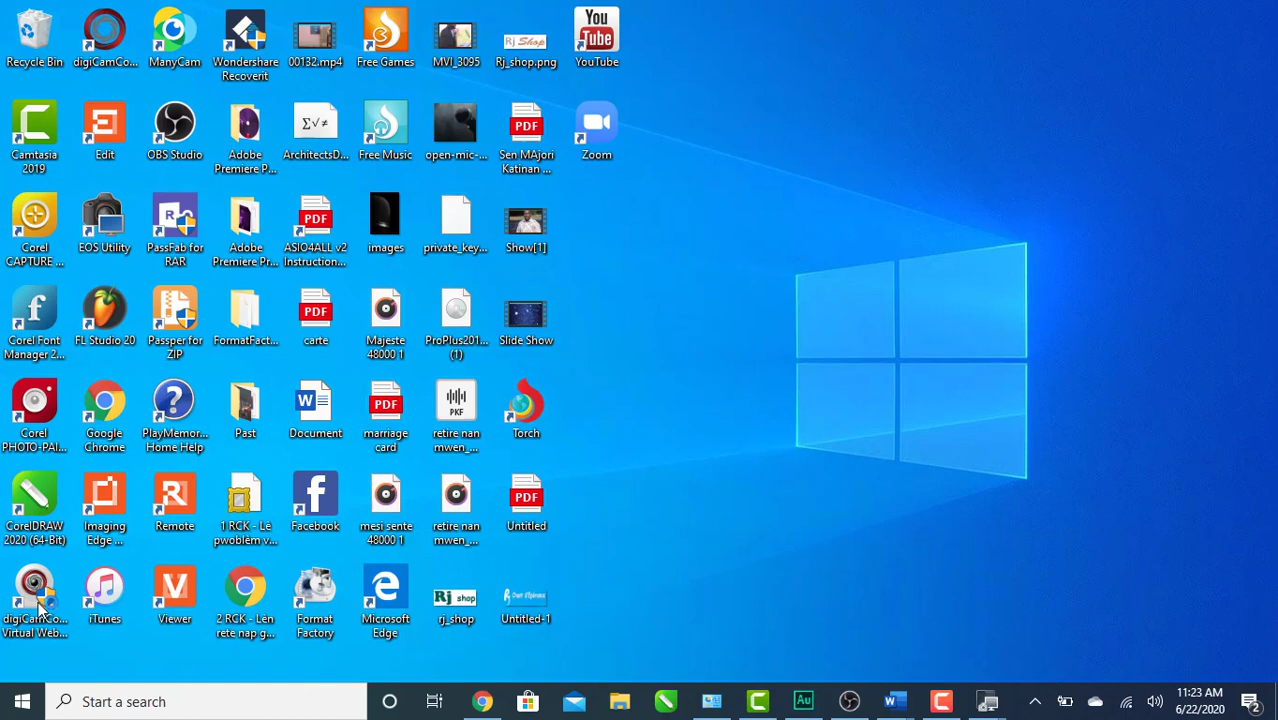 Recycle Bin
digiCamCo...
ManyCam
Wondershare
Recoverit
00132.mp4
Free Games
MVI_3095
Rj Shop
Rj_shop.png
You
Tube
YouTube
Camtasia
2019
Edit
OBS Studio
Adobe
Premiere P...
Σ√≠
ArchitectsD...
Free Music
open-mic-...
PDF
Sen MAjori
Katinan ...
Zoom
Corel
CAPTURE ...
EOS Utility
PassFab for
RAR
Adobe
Premiere Pr...
PDF
ASIO4ALL v2
Instruction...
images
private_key...
Show[1]
Corel Font
Manager 2...
FL Studio 20
Passper for
ZIP
FormatFact...
PDF
carte
Majeste
48000 1
ProPlus201...
(1)
Slide Show
Corel
PHOTO-PAI...
Google
Chrome
PlayMemor...
Home Help
Past
W
Document
PDF
marriage
card
PKF
retire nan
mwen_...
Torch
CorelDRAW
2020 (64-Bit)
Imaging
Edge ...
R
Remote
1 RCK - Lè
pwoblèm v...
f
Facebook
mesi sente
48000 1
retire nan
mwen_...
PDF
Untitled
digiCamCo...
Virtual Web...
iTunes
V
Viewer
2 RCK - Lèn
rete nap g...
Format
Factory
Microsoft
Edge
Rj shop
rj_shop
Untitled-1
Start a search
Au
W
11:23 AM
6/22/2020
2